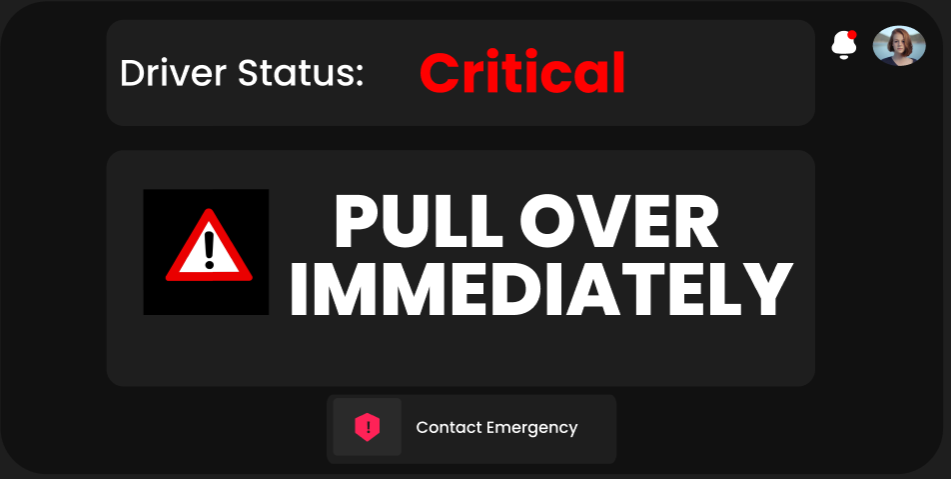 Driver Status: Critical
PULL OVER
IMMEDIATELY
Contact Emergency